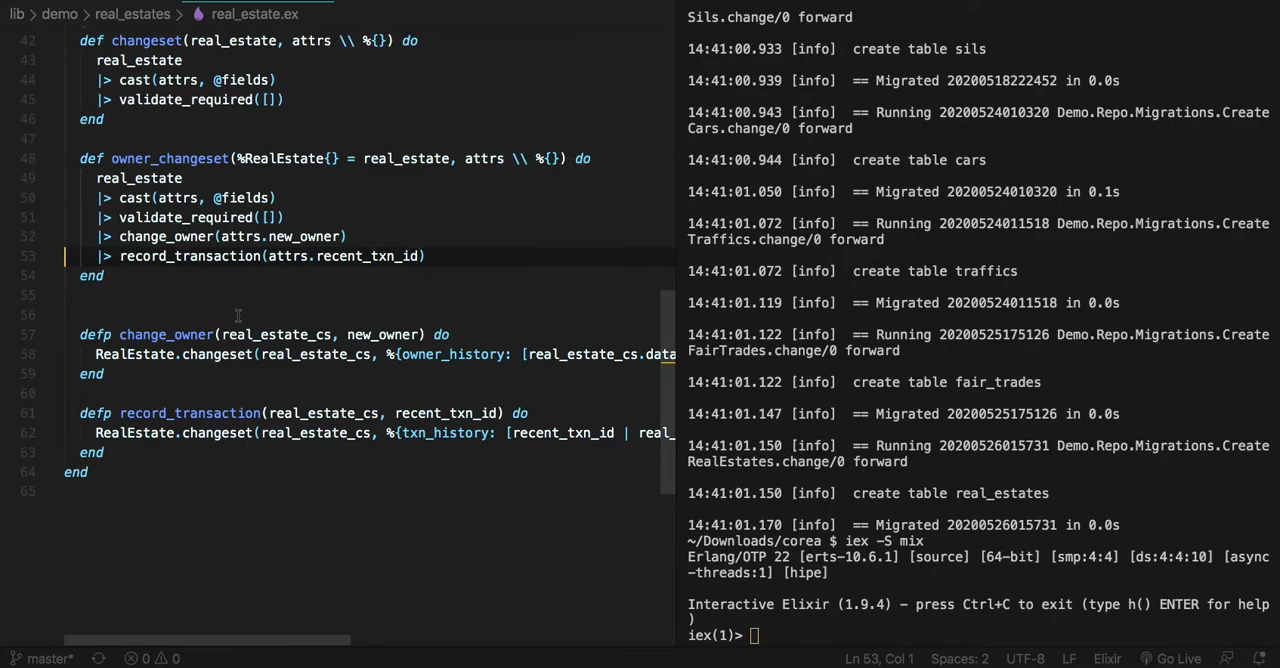 lib > demo > real_estates > real_estate.ex
42 def changeset(real_estate, attrs \\ %{}) do
43 real_estate
44 |> cast(attrs, @fields)
45 |> validate_required([])
46 end
47
48 def owner_changeset(%RealEstate{} = real_estate, attrs \\ %{}) do
49 real_estate
50 |> cast(attrs, @fields)
51 |> validate_required([])
52 |> change_owner(attrs.new_owner)
53 |> record_transaction(attrs.recent_txn_id)
54 end
55
56
57 defp change_owner(real_estate_cs, new_owner) do
58 RealEstate.changeset(real_estate_cs, %{owner_history: [real_estate_cs.data
59 end
60
61 defp record_transaction(real_estate_cs, recent_txn_id) do
62 RealEstate.changeset(real_estate_cs, %{txn_history: [recent_txn_id | real_
63 end
64 end
65
Sils.change/0 forward
14:41:00.933 [info]  create table sils
14:41:00.939 [info]  == Migrated 20200518222452 in 0.0s
14:41:00.943 [info]  == Running 20200524010320 Demo.Repo.Migrations.Create
Cars.change/0 forward
14:41:00.944 [info]  create table cars
14:41:01.050 [info]  == Migrated 20200524010320 in 0.1s
14:41:01.072 [info]  == Running 20200524011518 Demo.Repo.Migrations.Create
Traffics.change/0 forward
14:41:01.072 [info]  create table traffics
14:41:01.119 [info]  == Migrated 20200524011518 in 0.0s
14:41:01.122 [info]  == Running 20200525175126 Demo.Repo.Migrations.Create
FairTrades.change/0 forward
14:41:01.122 [info]  create table fair_trades
14:41:01.147 [info]  == Migrated 20200525175126 in 0.0s
14:41:01.150 [info]  == Running 20200526015731 Demo.Repo.Migrations.Create
RealEstates.change/0 forward
14:41:01.150 [info]  create table real_estates
14:41:01.170 [info]  == Migrated 20200526015731 in 0.0s
~/Downloads/corea $ iex -S mix
Erlang/OTP 22 [erts-10.6.1] [source] [64-bit] [smp:4:4] [ds:4:4:10] [async
-threads:1] [hipe]
Interactive Elixir (1.9.4) - press Ctrl+C to exit (type h() ENTER for help
)
iex(1)>
master* 0 0 Ln 53, Col 1 Spaces: 2 UTF-8 LF Elixir Go Live